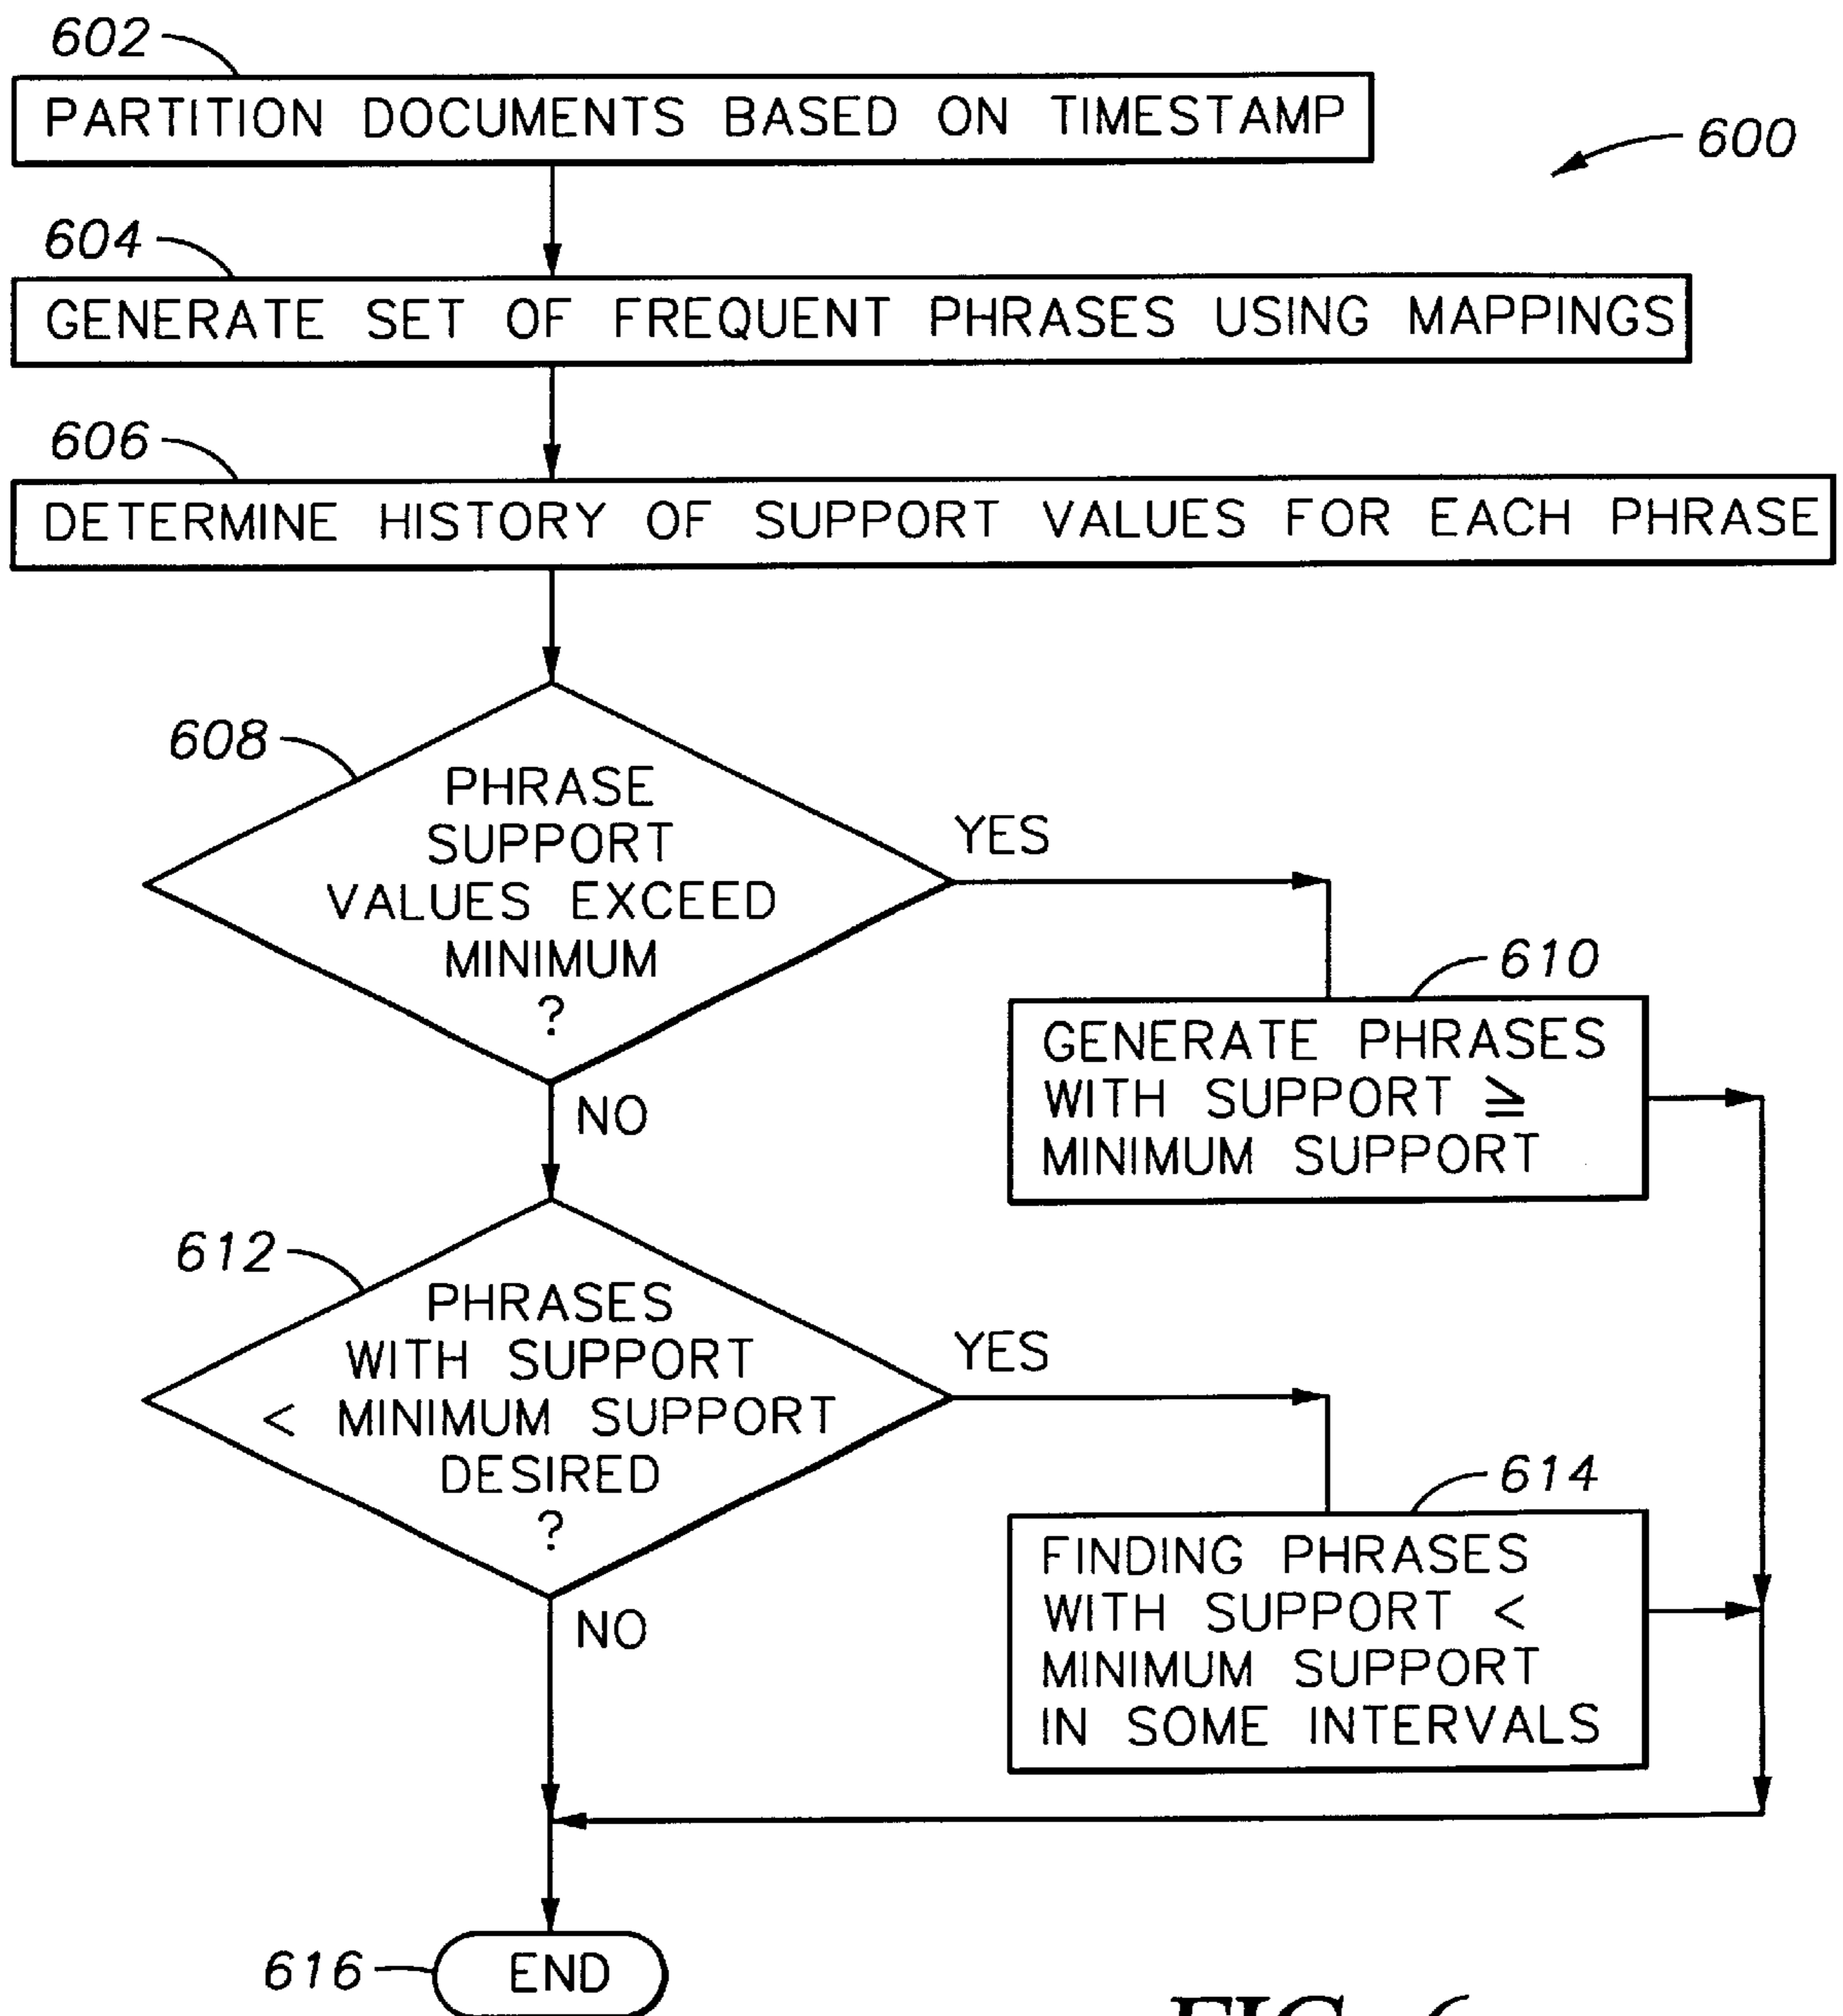 602
PARTITION DOCUMENTS BASED ON TIMESTAMP
600
604
GENERATE SET OF FREQUENT PHRASES USING MAPPINGS
606
DETERMINE HISTORY OF SUPPORT VALUES FOR EACH PHRASE
608
PHRASE
SUPPORT
VALUES EXCEED
MINIMUM
?
YES
NO
610
GENERATE PHRASES
WITH SUPPORT ≧
MINIMUM SUPPORT
612
PHRASES
WITH SUPPORT
< MINIMUM SUPPORT
DESIRED
?
YES
NO
614
FINDING PHRASES
WITH SUPPORT <
MINIMUM SUPPORT
IN SOME INTERVALS
616
END
FIG. 6